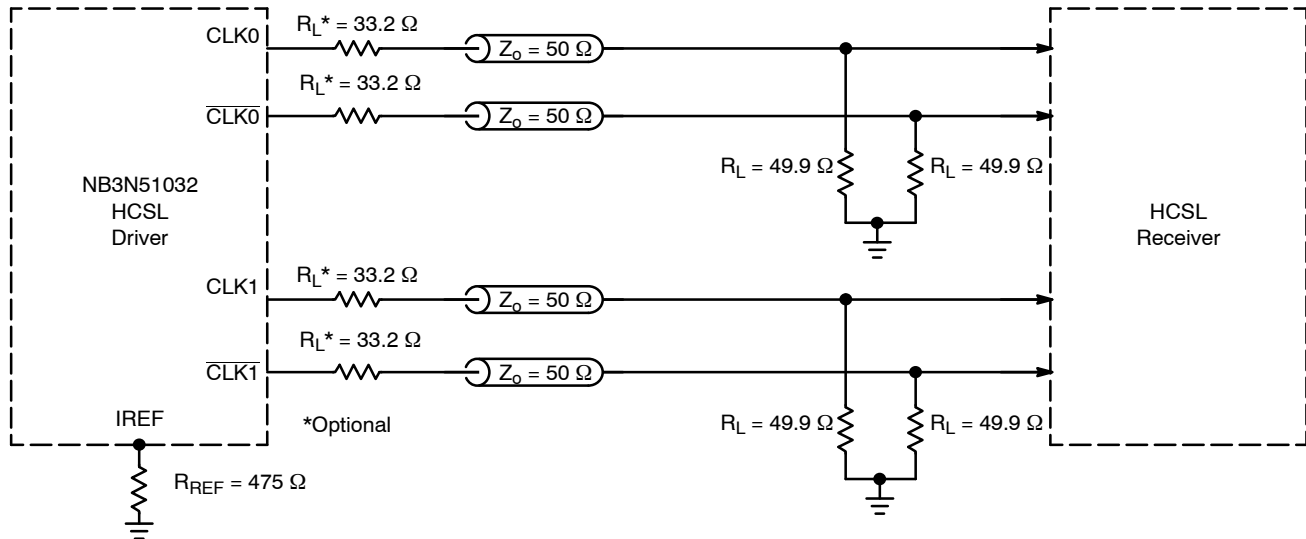 CLK0
R_L* = 33.2 Ω
Z_o = 50 Ω
R_L* = 33.2 Ω
C̅L̅K̅0̅
Z_o = 50 Ω
R_L = 49.9 Ω
R_L = 49.9 Ω
NB3N51032
HCSL
Driver
HCSL
Receiver
CLK1
R_L* = 33.2 Ω
Z_o = 50 Ω
R_L* = 33.2 Ω
C̅L̅K̅1̅
Z_o = 50 Ω
IREF
*Optional
R_L = 49.9 Ω
R_L = 49.9 Ω
R_REF = 475 Ω